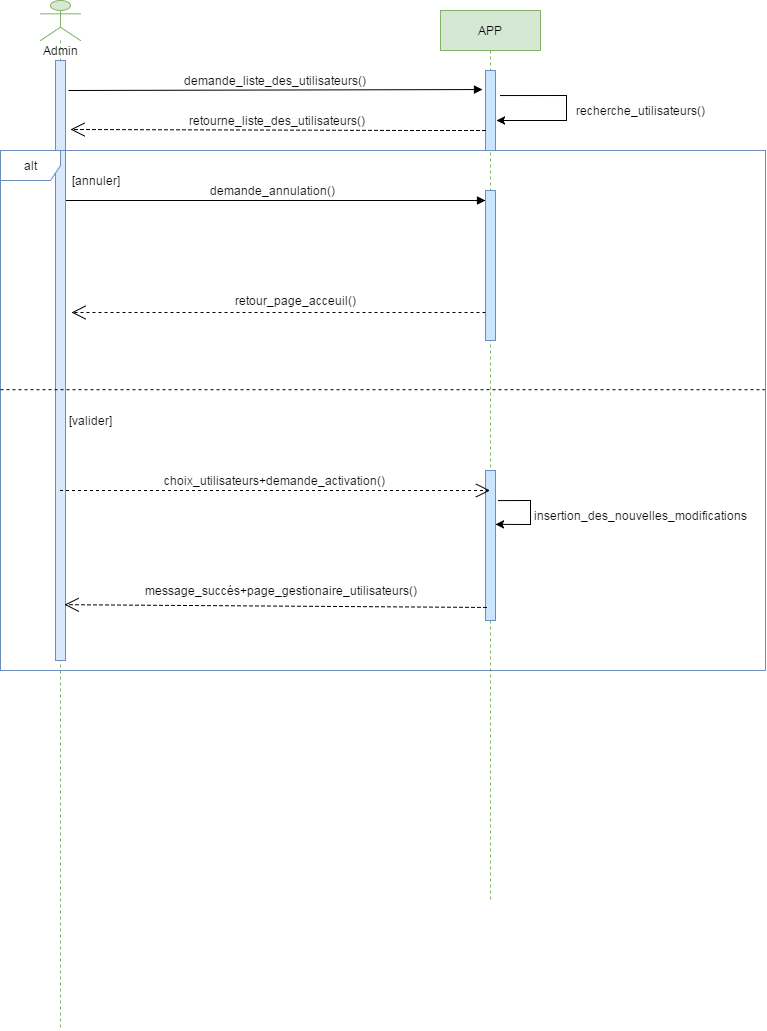 Admin
APP
demande_liste_des_utilisateurs()
recherche_utilisateurs()
retourne_liste_des_utilisateurs()
alt
[annuler]
demande_annulation()
retour_page_acceuil()
[valider]
choix_utilisateurs+demande_activation()
insertion_des_nouvelles_modifications
message_succés+page_gestionaire_utilisateurs()